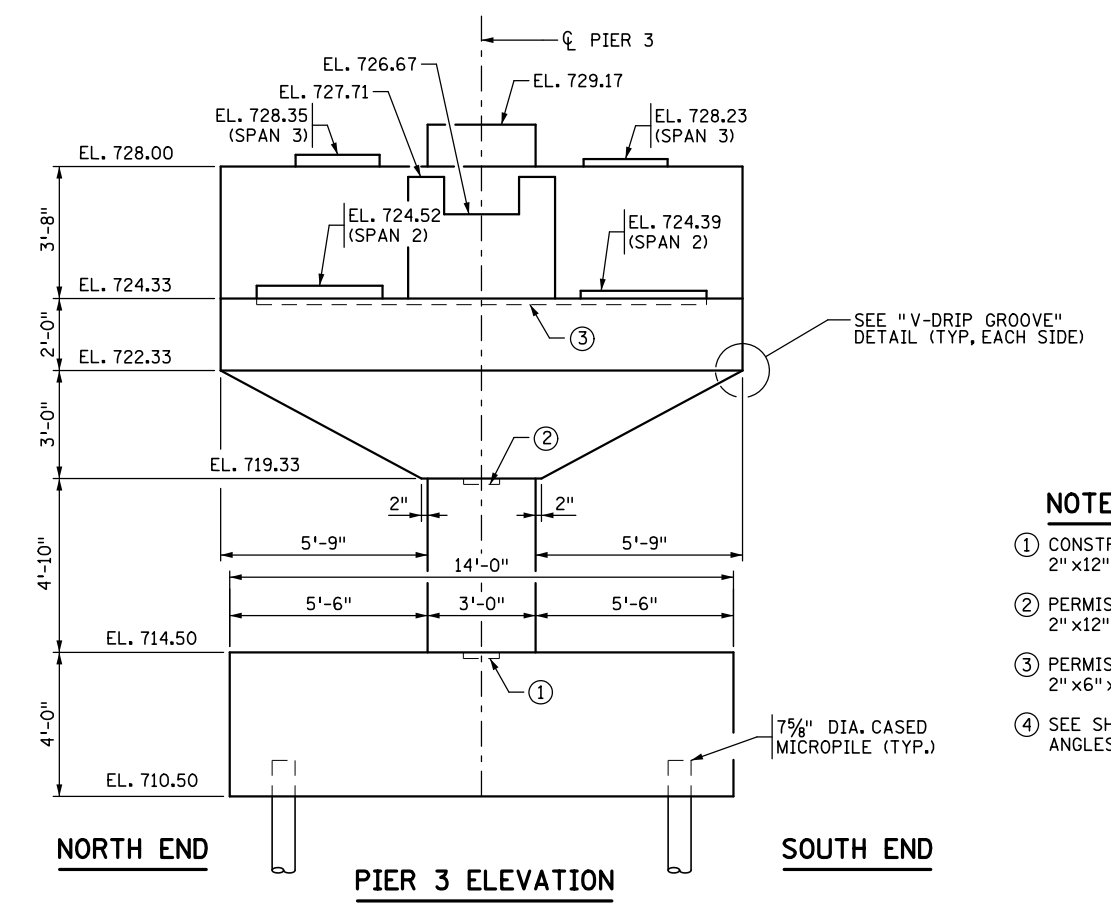 ℄ PIER 3
EL. 726.67
EL. 729.17
EL. 727.71
EL. 728.35
(SPAN 3)
EL. 728.23
(SPAN 3)
EL. 728.00
3'-8"
EL. 724.52
(SPAN 2)
EL. 724.39
(SPAN 2)
EL. 724.33
3
SEE "V-DRIP GROOVE"
DETAIL (TYP, EACH SIDE)
2'-0"
EL. 722.33
3'-0"
2
EL. 719.33
2"
2"
5'-9"
5'-9"
14'-0"
4'-10"
5'-6"
3'-0"
5'-6"
EL. 714.50
1
4'-0"
7⅝" DIA. CASED
MICROPILE (TYP.)
EL. 710.50
NORTH END
SOUTH END
PIER 3 ELEVATION
NOTE
1 CONSTR
2"x12"
2 PERMIS
2"x12"
3 PERMIS
2"x6"x
4 SEE SH
ANGLES